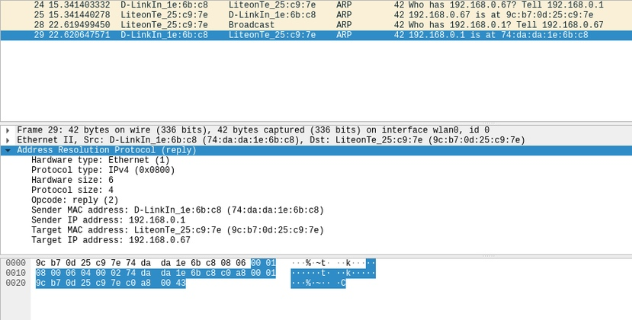 24 15.341403332 D-LinkIn_1e:6b:c8 LiteonTe_25:c9:7e ARP 42 Who has 192.168.0.67? Tell 192.168.0.1
25 15.341440278 LiteonTe_25:c9:7e D-LinkIn_1e:6b:c8 ARP 42 192.168.0.67 is at 9c:b7:0d:25:c9:7e
28 22.619499450 LiteonTe_25:c9:7e Broadcast ARP 42 Who has 192.168.0.1? Tell 192.168.0.67
29 22.620647571 D-LinkIn_1e:6b:c8 LiteonTe_25:c9:7e ARP 42 192.168.0.1 is at 74:da:da:1e:6b:c8
Frame 29: 42 bytes on wire (336 bits), 42 bytes captured (336 bits) on interface wlan0, id 0
Ethernet II, Src: D-LinkIn_1e:6b:c8 (74:da:da:1e:6b:c8), Dst: LiteonTe_25:c9:7e (9c:b7:0d:25:c9:7e)
Address Resolution Protocol (reply)
Hardware type: Ethernet (1)
Protocol type: IPv4 (0x0800)
Hardware size: 6
Protocol size: 4
Opcode: reply (2)
Sender MAC address: D-LinkIn_1e:6b:c8 (74:da:da:1e:6b:c8)
Sender IP address: 192.168.0.1
Target MAC address: LiteonTe_25:c9:7e (9c:b7:0d:25:c9:7e)
Target IP address: 192.168.0.67
0000 9c b7 0d 25 c9 7e 74 da da 1e 6b c8 08 06 00 01 ···%·~t· ··k·····
0010 08 00 06 04 00 02 74 da da 1e 6b c8 c0 a8 00 01 ······t· ··k·····
0020 9c b7 0d 25 c9 7e c0 a8 00 43 ···%·~·· ·C